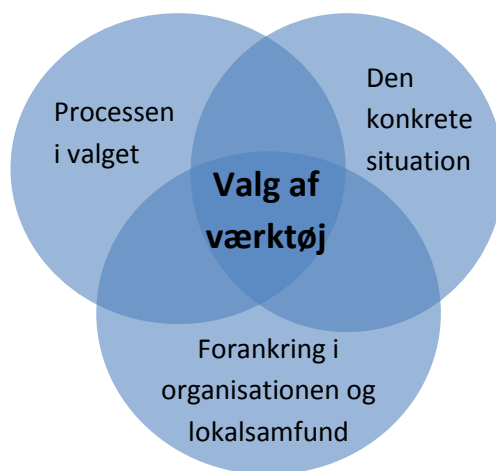 Processen
i valget
Den
konkrete
situation
Valg af
værktøj
Forankring i
organisationen og
lokalsamfund